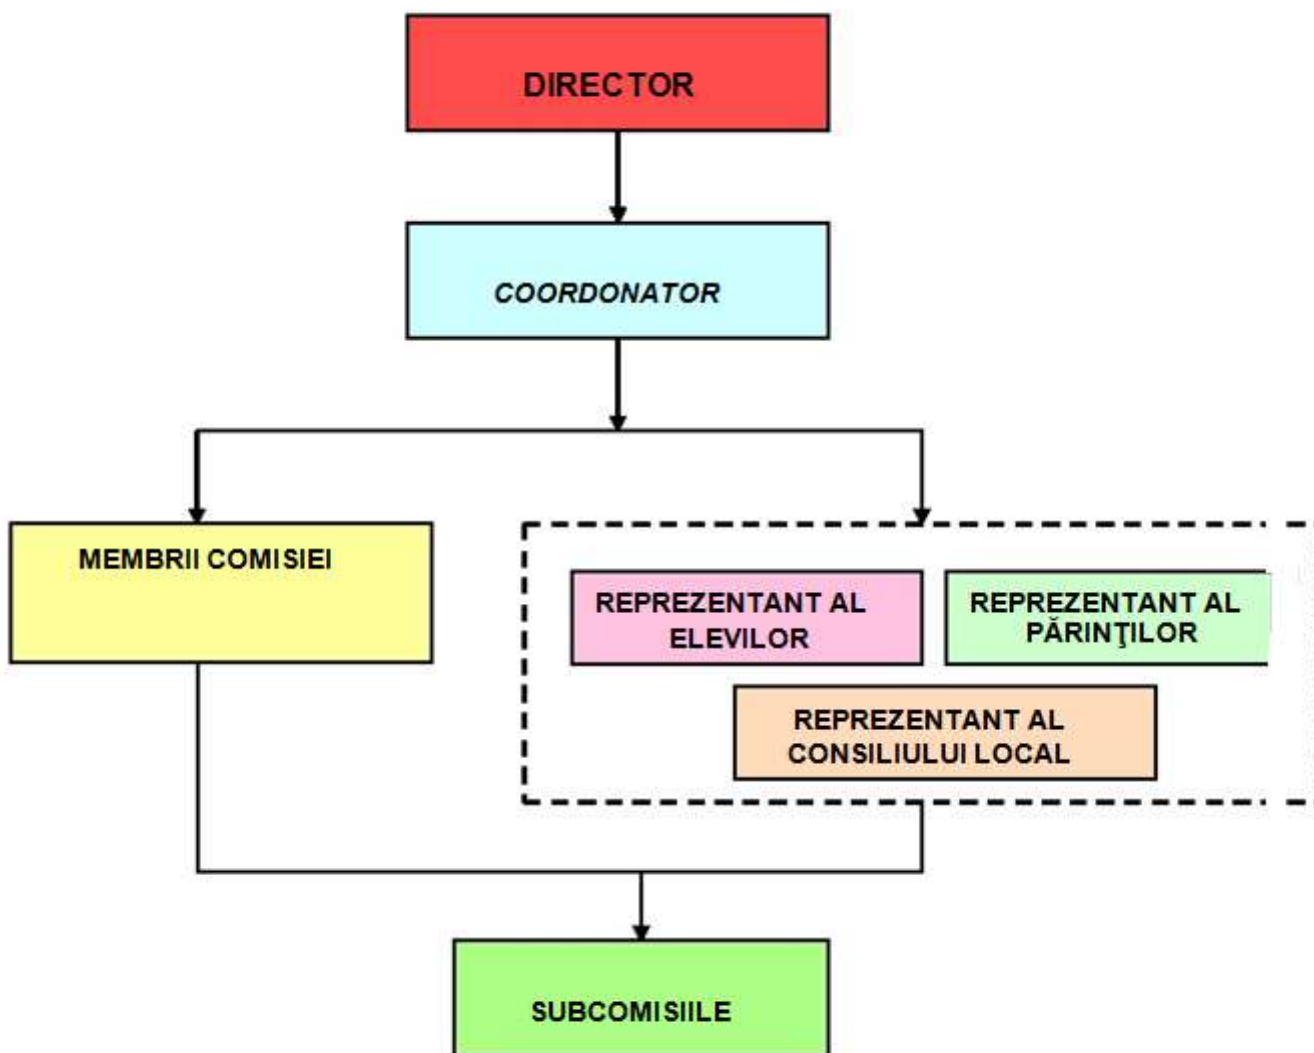 DIRECTOR
COORDONATOR
MEMBRII COMISIEI
REPREZENTANT AL
ELEVILOR
REPREZENTANT AL
PĂRINŢILOR
REPREZENTANT AL
CONSILIULUI LOCAL
SUBCOMISIILE